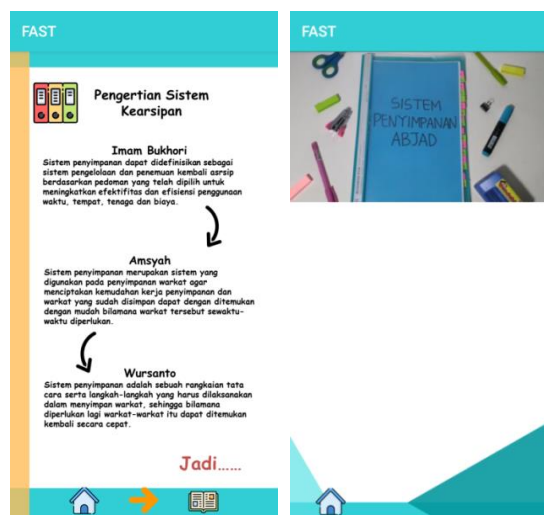 FAST
Pengertian Sistem
Kearsipan
Imam Bukhori
Sistem penyimpanan dapat didefinisikan sebagai
sistem pengelolaan dan penemuan kembali asrsip
berdasarkan pedoman yang telah dipilih untuk
meningkatkan efektifitas dan efisiensi penggunaan
waktu, tempat, tenaga dan biaya.
Amsyah
Sistem penyimpanan merupakan sistem yang
digunakan pada penyimpanan warkat agar
menciptakan kemudahan kerja penyimpanan dan
warkat yang sudah disimpan dapat dengan ditemukan
dengan mudah bilamana warkat tersebut sewaktu-
waktu diperlukan.
Wursanto
Sistem penyimpanan adalah sebuah rangkaian tata
cara serta langkah-langkah yang harus dilaksanakan
dalam menyimpan warkat, sehingga bilamana
diperlukan lagi warkat-warkat itu dapat ditemukan
kembali secara cepat.
Jadi......
FAST
SISTEM
PENYIMPANAN
ABJAD